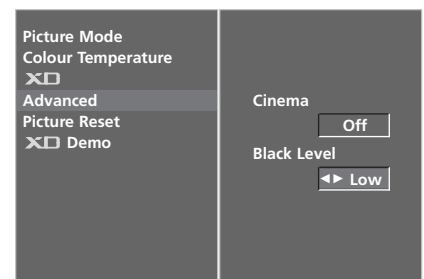 Picture Mode
Colour Temperature
XD
Advanced
Picture Reset
XD Demo
Cinema
Off
Black Level
◄► Low